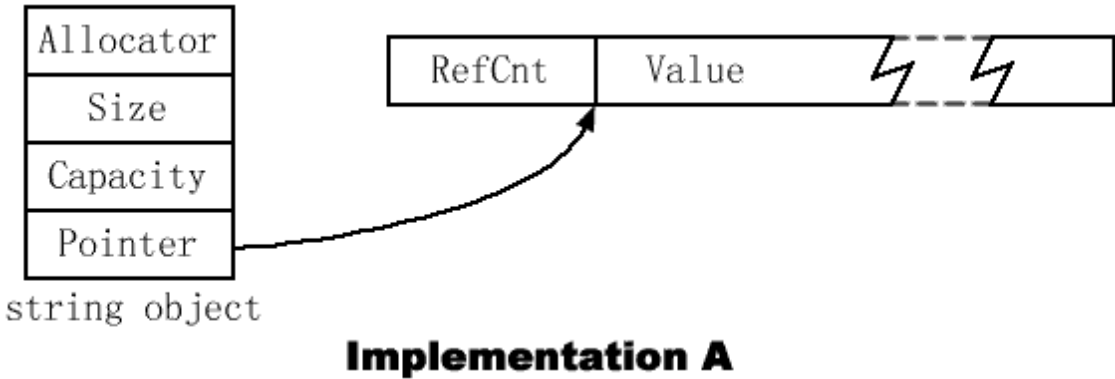 Allocator
Size
Capacity
Pointer
string object
RefCnt Value
Implementation A